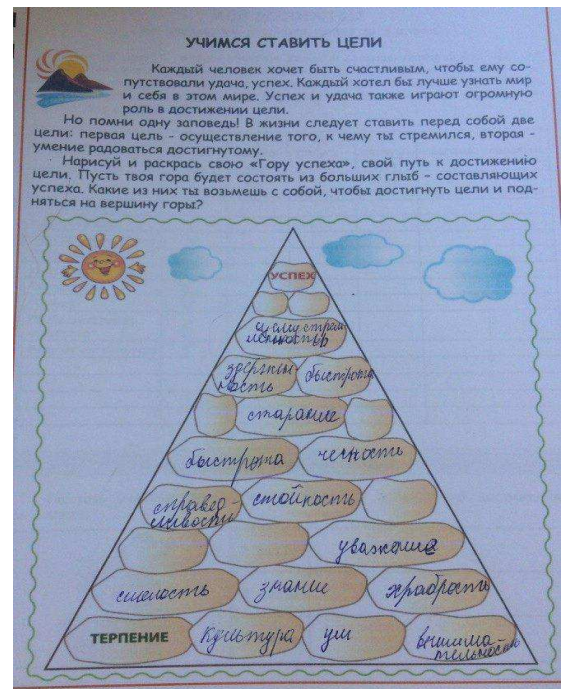 УЧИМСЯ СТАВИТЬ ЦЕЛИ
Каждый человек хочет быть счастливым, чтобы ему со-
путствовали удача, успех. Каждый хотел бы лучше узнать мир
и себя в этом мире. Успех и удача также играют огромную
роль в достижении цели.
Но помни одну заповедь! В жизни следует ставить перед собой две
цели: первая цель - осуществление того, к чему ты стремился, вторая -
умение радоваться достигнутому.
Нарисуй и раскрась свою «Гору успеха», свой путь к достижению
цели. Пусть твоя гора будет состоять из больших глыб – составляющих
успеха. Какие из них ты возьмешь с собой, чтобы достигнуть цели и под-
няться на вершину горы?
УСПЕХ
быстрота
старание
быстрота честность
справед-
ливость стойкость
уважение
смелость знание храбрость
ТЕРПЕНИЕ культура ум внима
тельность